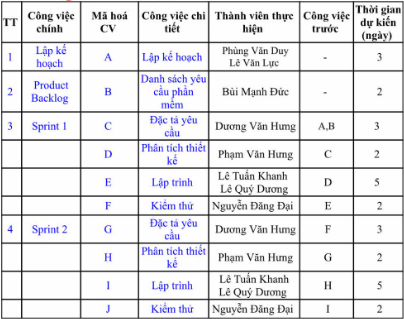 TT Công việc chính Mã hoá CV Công việc chi tiết Thành viên thực hiện Công việc trước Thời gian dự kiến (ngày)
1 Lập kế hoạch A Lập kế hoạch Phùng Văn Duy Lê Văn Lực - 3
2 Product Backlog B Danh sách yêu cầu phần mềm Bùi Mạnh Đức - 2
3 Sprint 1 C Đặc tả yêu cầu Dương Văn Hưng A,B 3
D Phân tích thiết kế Phạm Văn Hưng C 2
E Lập trình Lê Tuấn Khanh Lê Quý Dương D 5
F Kiểm thử Nguyễn Đăng Đại E 2
4 Sprint 2 G Đặc tả yêu cầu Dương Văn Hưng F 3
H Phân tích thiết kế Phạm Văn Hưng G 2
I Lập trình Lê Tuấn Khanh Lê Quý Dương H 5
J Kiểm thử Nguyễn Đăng Đại I 2